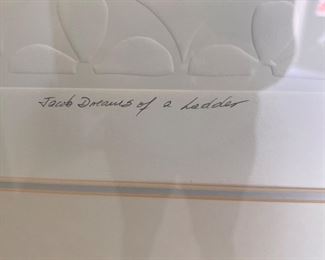 Jacob Dreams of a Ladder